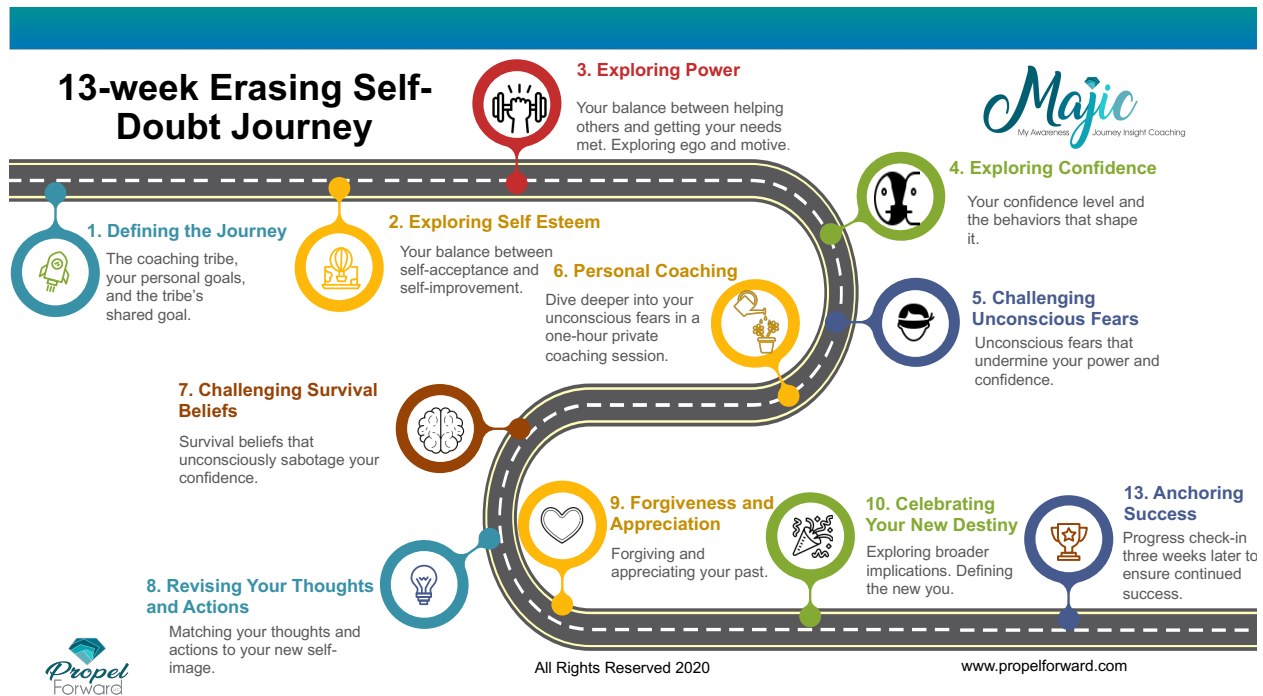 13-week Erasing Self-
Doubt Journey
3. Exploring Power
Your balance between helping
others and getting your needs
met. Exploring ego and motive.
Majic
My Awareness Journey Insight Coaching
4. Exploring Confidence
Your confidence level and
the behaviors that shape
it.
1. Defining the Journey
The coaching tribe,
your personal goals,
and the tribe's
shared goal.
2. Exploring Self Esteem
Your balance between
self-acceptance and
self-improvement.
6. Personal Coaching
Dive deeper into your
unconscious fears in a
one-hour private
coaching session.
5. Challenging
Unconscious Fears
Unconscious fears that
undermine your power and
confidence.
7. Challenging Survival
Beliefs
Survival beliefs that
unconsciously sabotage your
confidence.
9. Forgiveness and
Appreciation
Forgiving and
appreciating your past.
10. Celebrating
Your New Destiny
Exploring broader
implications. Defining
the new you.
13. Anchoring
Success
Progress check-in
three weeks later to
ensure continued
success.
8. Revising Your Thoughts
and Actions
Matching your thoughts and
actions to your new self-
image.
Propel
Forward
All Rights Reserved 2020
www.propelforward.com